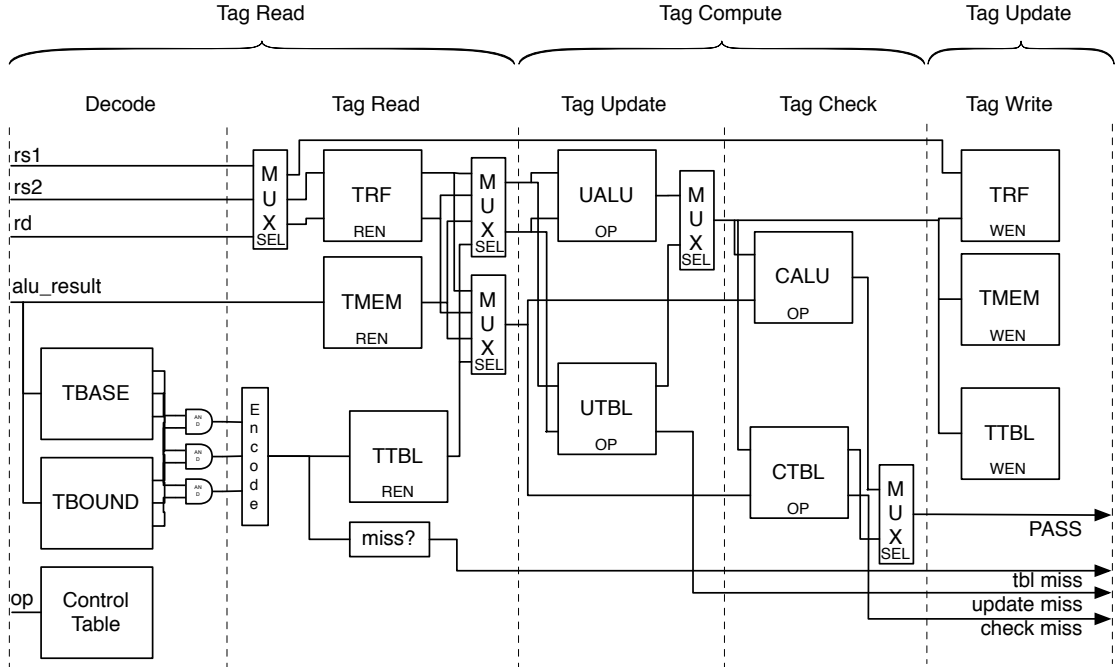 Tag Read
Tag Compute
Tag Update
Decode
Tag Read
Tag Update
Tag Check
Tag Write
rs1
rs2
rd
alu_result
op
TBASE
TBOUND
Control
Table
AN
D
AN
D
AN
D
E
n
c
o
d
e
M
U
X
SEL
TRF
REN
TMEM
REN
TTBL
REN
miss?
M
U
X
SEL
M
U
X
SEL
UALU
OP
UTBL
OP
M
U
X
SEL
CALU
OP
CTBL
OP
M
U
X
SEL
TRF
WEN
TMEM
WEN
TTBL
WEN
PASS
tbl miss
update miss
check miss